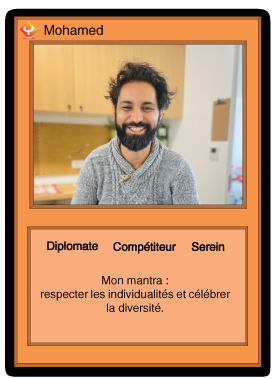 Mohamed
Diplomate Compétiteur Serein
Mon mantra :
respecter les individualités et célébrer
la diversité.